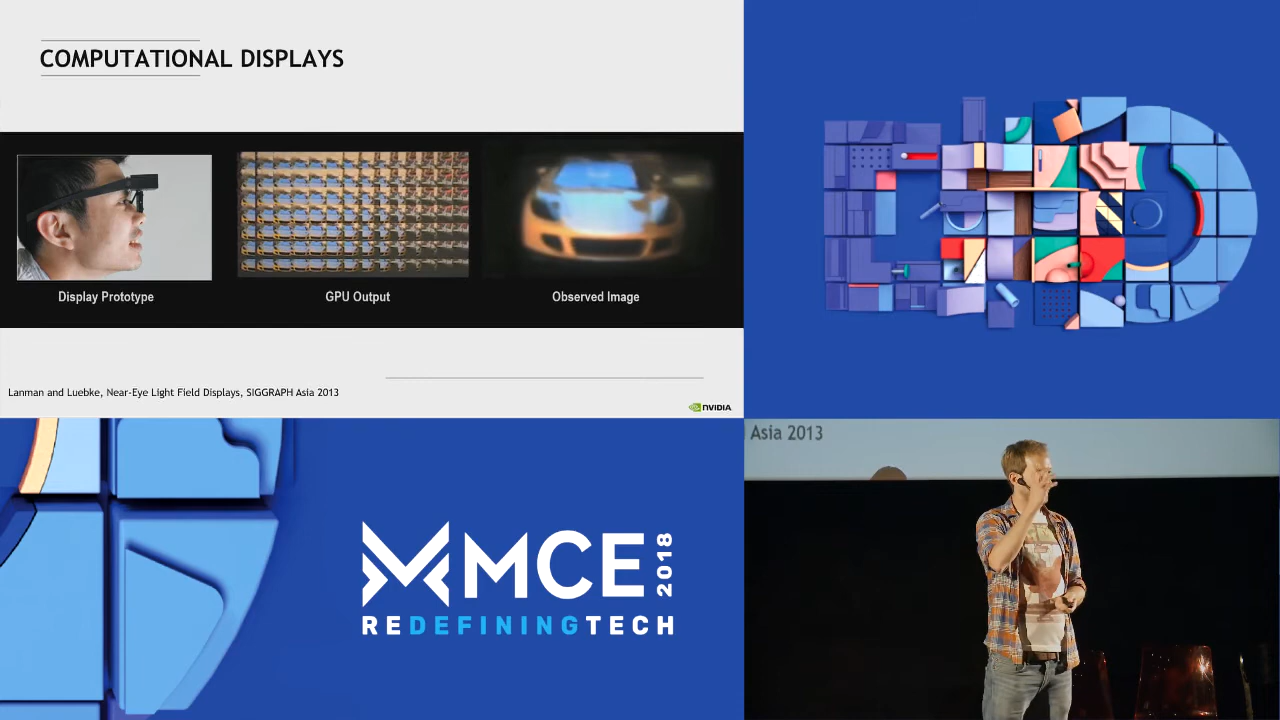 COMPUTATIONAL DISPLAYS
Display Prototype
GPU Output
Observed Image
Lanman and Luebke, Near-Eye Light Field Displays, SIGGRAPH Asia 2013
NVIDIA
MCE
2018
REDEFININGTECH
Asia 2013